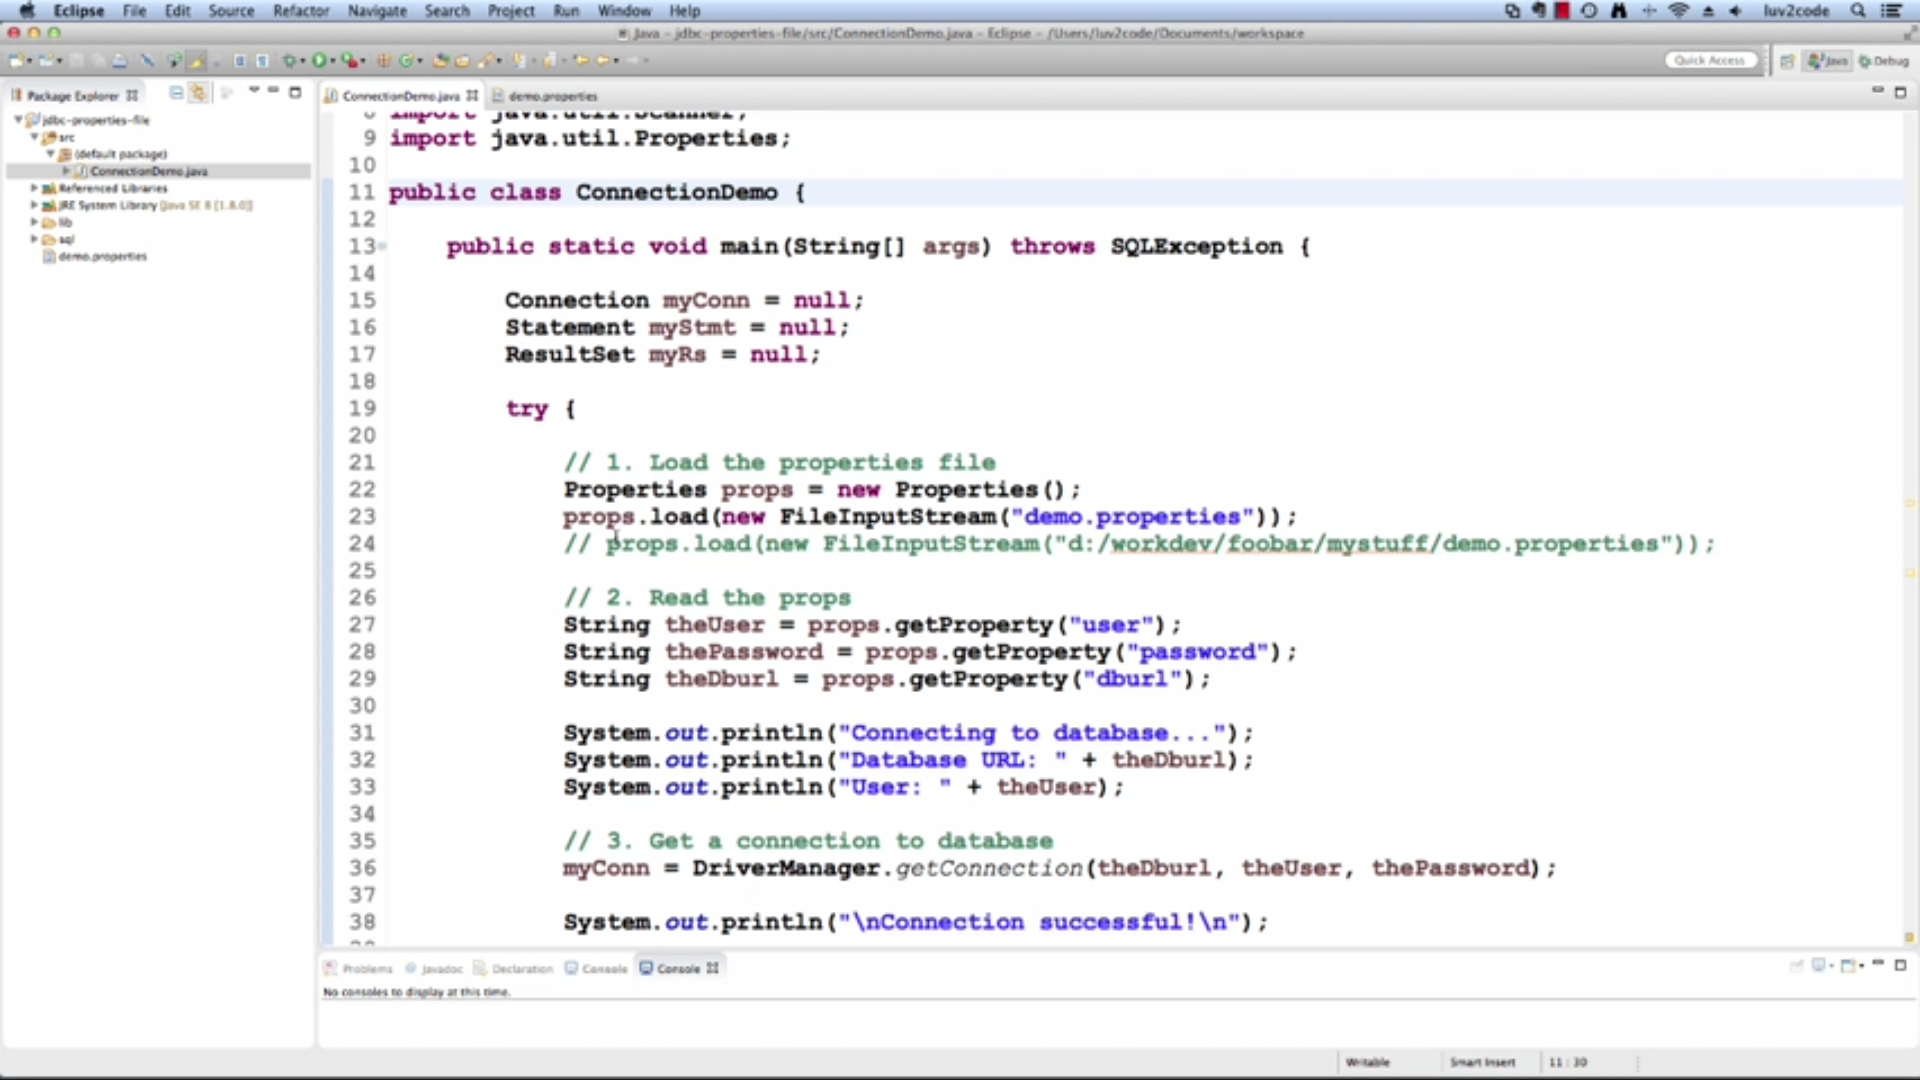 Eclipse File Edit Source Refactor Navigate Search Project Run Window Help luv2code
Java - jdbc-properties-file/src/ConnectionDemo.java - Eclipse - /Users/luv2code/Documents/workspace
Quick Access Java Debug
Package Explorer
jdbc-properties-file
src
(default package)
ConnectionDemo.java
Referenced Libraries
JRE System Library [Java SE 8 [1.8.0]]
lib
sql
demo.properties
ConnectionDemo.java demo.properties
8 import java.util.Scanner;
9 import java.util.Properties;
10
11 public class ConnectionDemo {
12
13 public static void main(String[] args) throws SQLException {
14
15 Connection myConn = null;
16 Statement myStmt = null;
17 ResultSet myRs = null;
18
19 try {
20
21 // 1. Load the properties file
22 Properties props = new Properties();
23 props.load(new FileInputStream("demo.properties"));
24 // props.load(new FileInputStream("d:/workdev/foobar/mystuff/demo.properties"));
25
26 // 2. Read the props
27 String theUser = props.getProperty("user");
28 String thePassword = props.getProperty("password");
29 String theDburl = props.getProperty("dburl");
30
31 System.out.println("Connecting to database...");
32 System.out.println("Database URL: " + theDburl);
33 System.out.println("User: " + theUser);
34
35 // 3. Get a connection to database
36 myConn = DriverManager.getConnection(theDburl, theUser, thePassword);
37
38 System.out.println("\nConnection successful!\n");
Problems Javadoc Declaration Console Console
No consoles to display at this time.
Writable Smart Insert 11 : 30